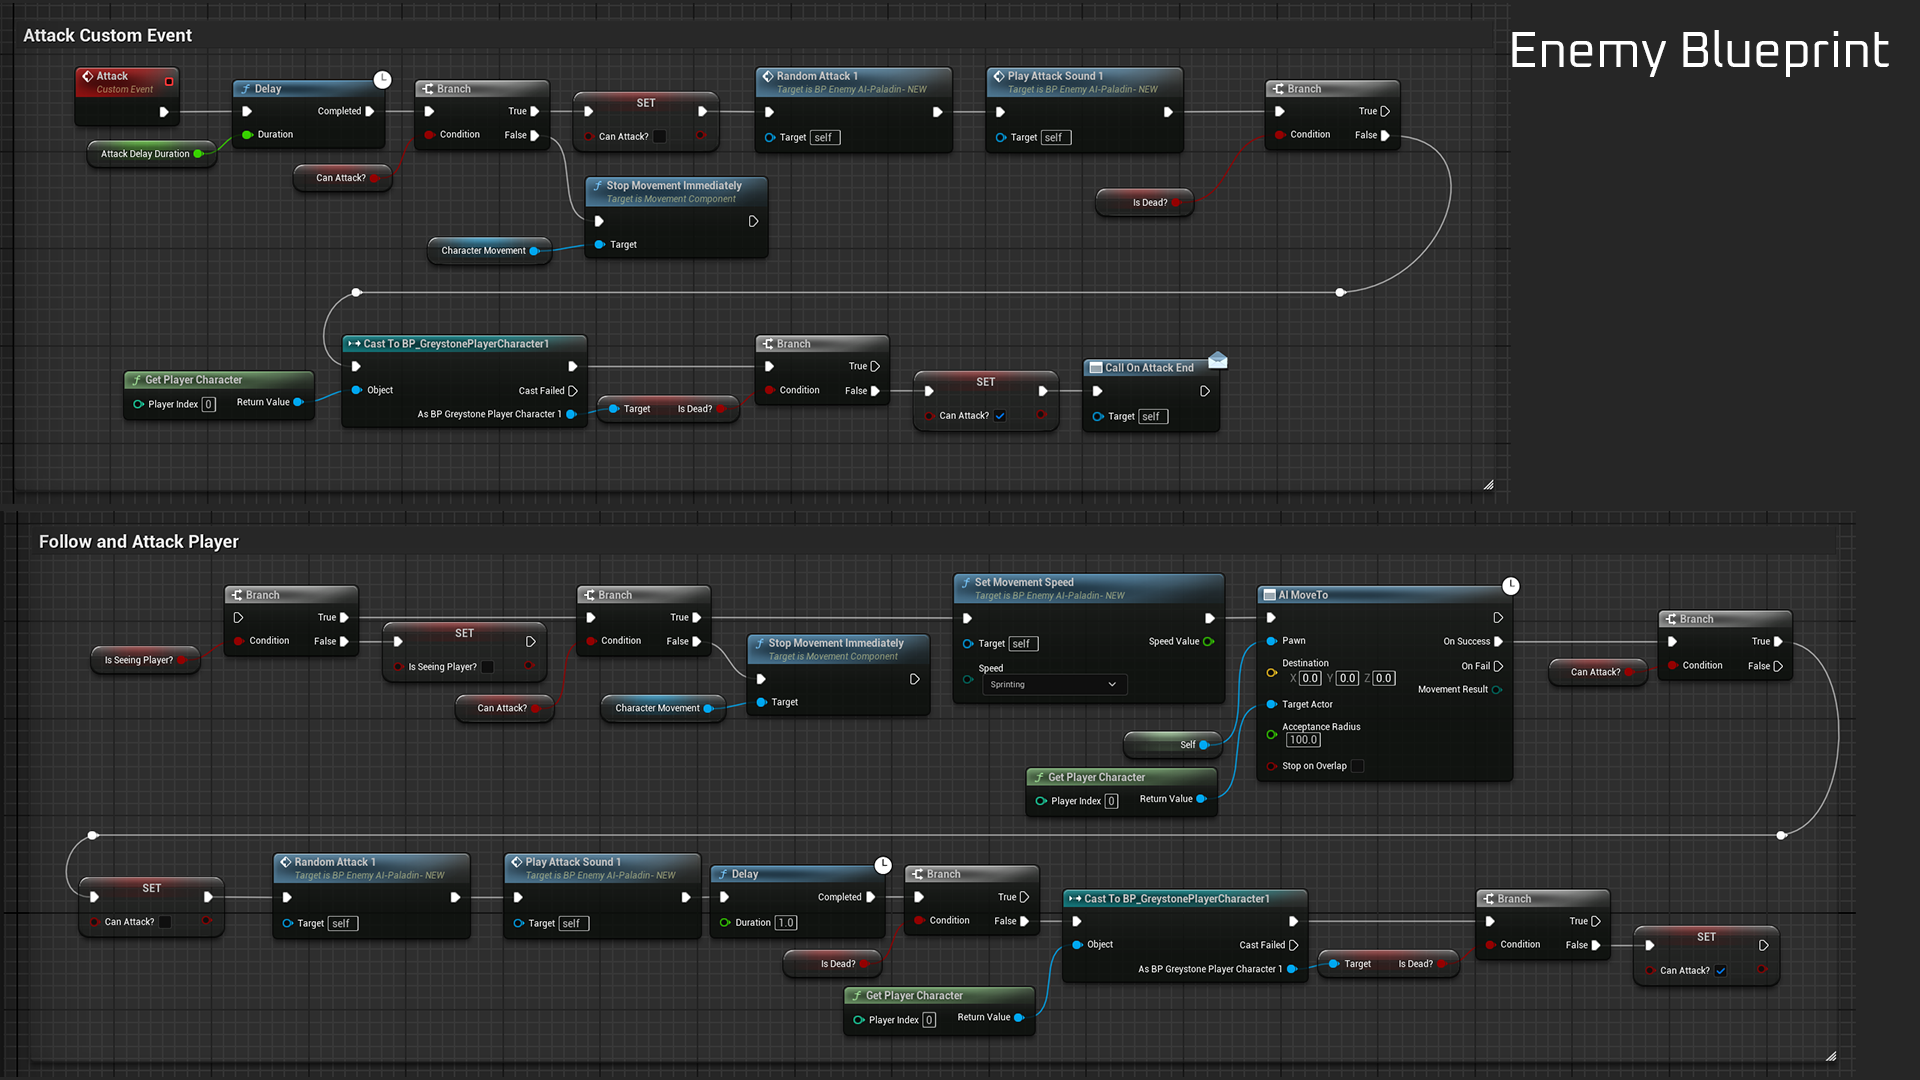 Enemy Blueprint
Attack Custom Event
Attack
Custom Event
Delay
Completed
Duration
Attack Delay Duration
Branch
True
Condition
False
Can Attack?
SET
Can Attack?
Random Attack 1
Target is BP Enemy AI-Paladin- NEW
Target self
Play Attack Sound 1
Target is BP Enemy AI-Paladin- NEW
Target self
Branch
True
Condition
False
Is Dead?
Stop Movement Immediately
Target is Movement Component
Target
Character Movement
Cast To BP_GreystonePlayerCharacter1
Object
Cast Failed
As BP Greystone Player Character 1
Get Player Character
Player Index 0
Return Value
Target Is Dead?
Branch
True
Condition
False
SET
Can Attack?
Call On Attack End
Target self
Follow and Attack Player
Branch
True
Condition
False
Is Seeing Player?
SET
Is Seeing Player?
Branch
True
Condition
False
Can Attack?
Stop Movement Immediately
Target is Movement Component
Target
Character Movement
Set Movement Speed
Target is BP Enemy AI-Paladin- NEW
Target self
Speed Value
Speed
Sprinting
AI MoveTo
Pawn
On Success
Destination
X 0.0 Y 0.0 Z 0.0
On Fail
Movement Result
Target Actor
Acceptance Radius
100.0
Stop on Overlap
Self
Get Player Character
Player Index 0
Return Value
Branch
True
Condition
False
Can Attack?
SET
Can Attack?
Random Attack 1
Target is BP Enemy AI-Paladin- NEW
Target self
Play Attack Sound 1
Target is BP Enemy AI-Paladin- NEW
Target self
Delay
Completed
Duration 1.0
Branch
True
Condition
False
Is Dead?
Cast To BP_GreystonePlayerCharacter1
Object
Cast Failed
As BP Greystone Player Character 1
Get Player Character
Player Index 0
Return Value
Target Is Dead?
Branch
True
Condition
False
SET
Can Attack?